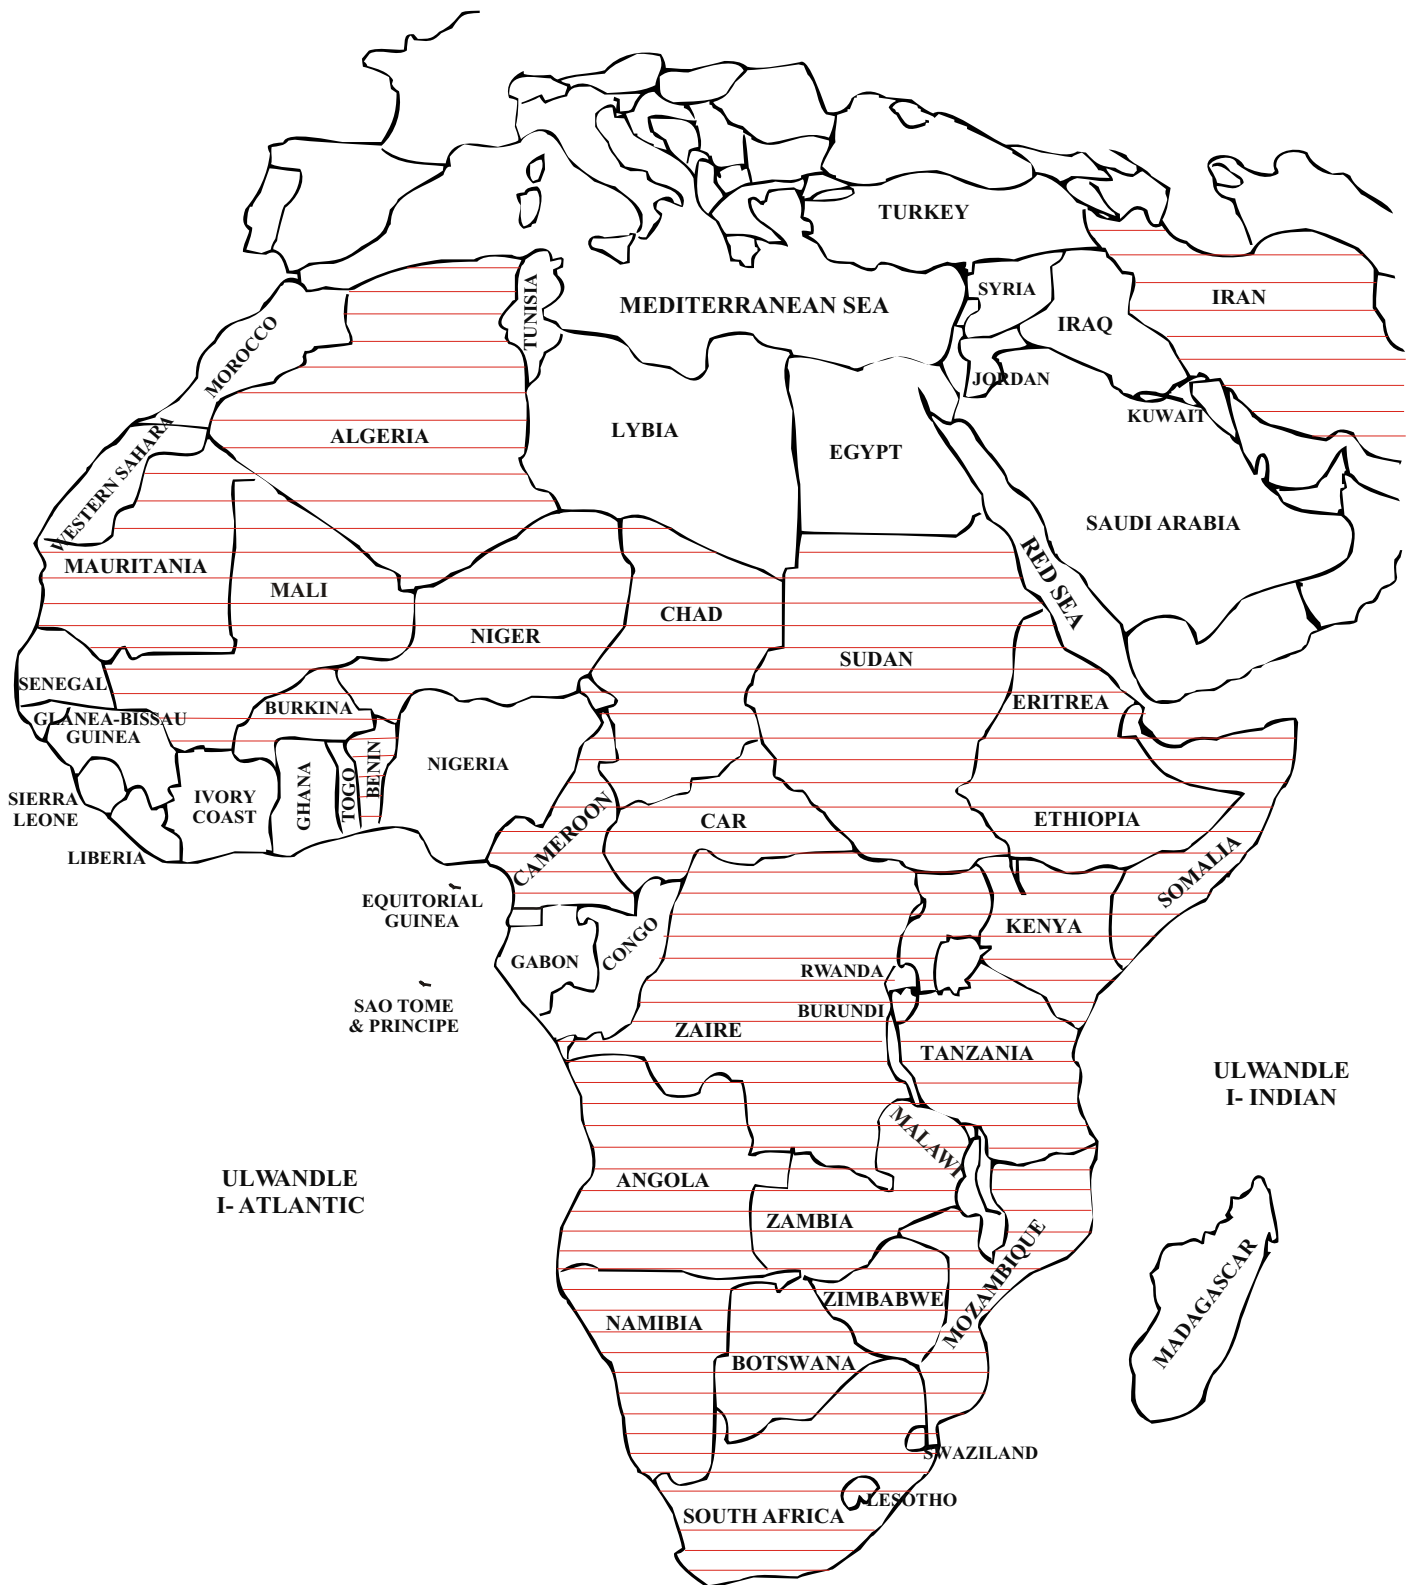 TURKEY
SYRIA
IRAN
MEDITERRANEAN SEA
TUNISIA
IRAQ
MOROCCO
JORDAN
KUWAIT
ALGERIA
LYBIA
EGYPT
WESTERN SAHARA
SAUDI ARABIA
MAURITANIA
MALI
RED SEA
CHAD
NIGER
SUDAN
SENEGAL
BURKINA
ERITREA
GLANEA-BISSAU
GUINEA
NIGERIA
BENIN
TOGO
GHANA
IVORY
COAST
SIERRA
LEONE
LIBERIA
CAMEROON
CAR
ETHIOPIA
SOMALIA
EQUITORIAL
GUINEA
KENYA
CONGO
GABON
RWANDA
SAO TOME
& PRINCIPE
BURUNDI
ZAIRE
TANZANIA
ULWANDLE
I- INDIAN
MALAWI
ULWANDLE
I- ATLANTIC
ANGOLA
ZAMBIA
MOZAMBIQUE
MADAGASCAR
ZIMBABWE
NAMIBIA
BOTSWANA
SWAZILAND
LESOTHO
SOUTH AFRICA